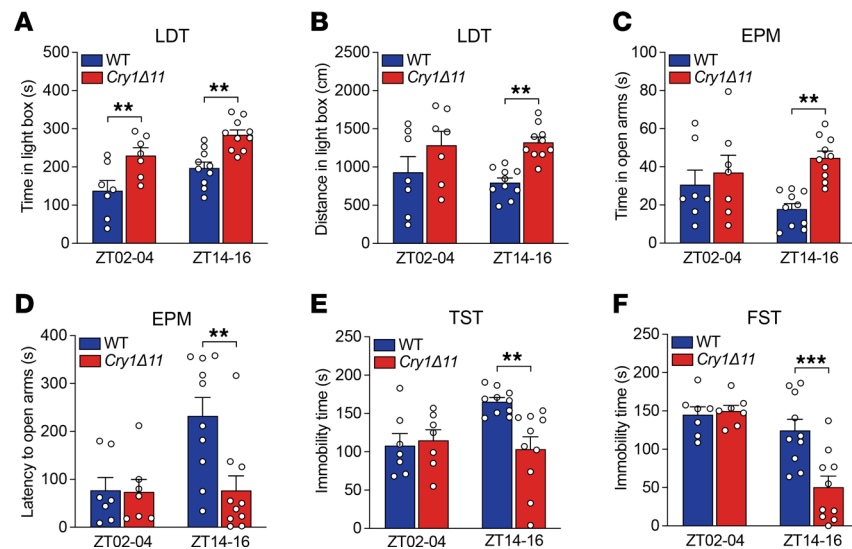 A
LDT
Time in light box (s)
500
400
300
200
100
0
WT
Cry1Δ11
**
**
ZT02-04
ZT14-16
B
LDT
Distance in light box (cm)
2500
2000
1500
1000
500
0
WT
Cry1Δ11
**
ZT02-04
ZT14-16
C
EPM
Time in open arms (s)
100
80
60
40
20
0
WT
Cry1Δ11
**
ZT02-04
ZT14-16
D
EPM
Latency to open arms (s)
400
300
200
100
0
WT
Cry1Δ11
**
ZT02-04
ZT14-16
E
TST
Immobility time (s)
250
200
150
100
50
0
WT
Cry1Δ11
**
ZT02-04
ZT14-16
F
FST
Immobility time (s)
250
200
150
100
50
0
WT
Cry1Δ11
***
ZT02-04
ZT14-16